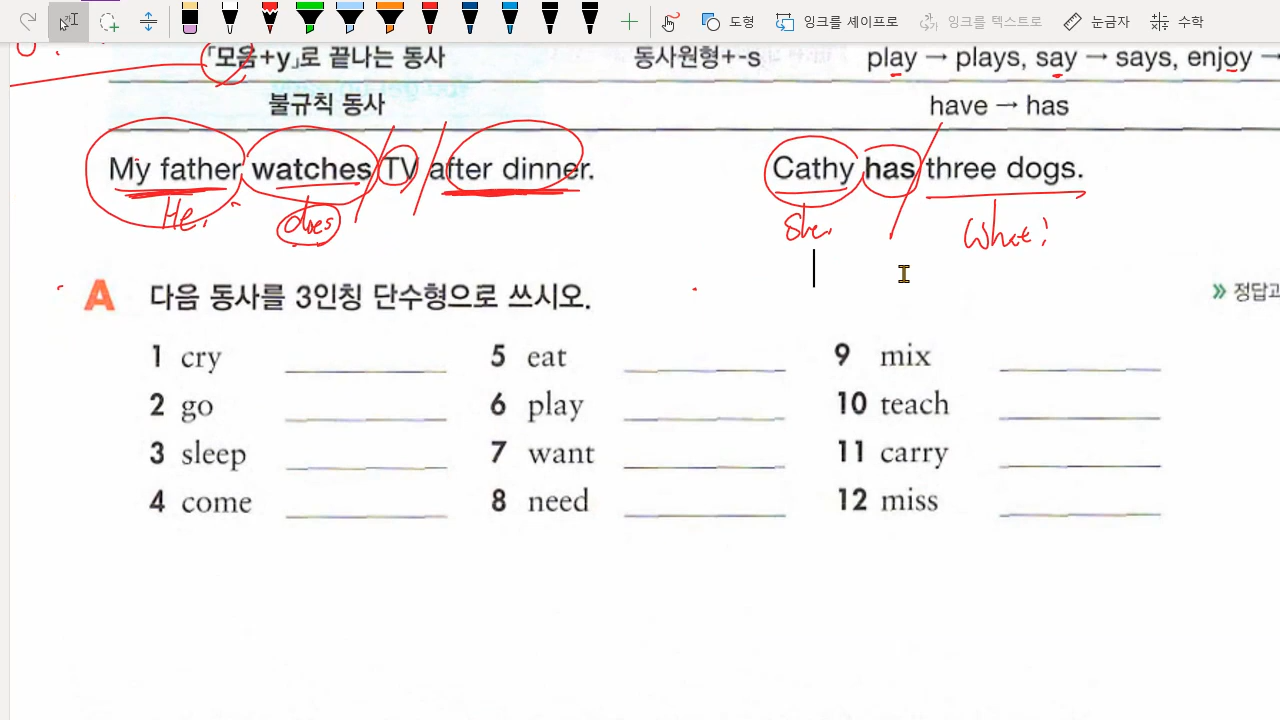 도형 잉크를 셰이프로 잉크를 텍스트로 눈금자 수학
「모음+y」로 끝나는 동사 동사원형+-s play → plays, say → says, enjoy →
불규칙 동사 have → has
My father watches TV after dinner. Cathy has three dogs.
He. does She. What?
A 다음 동사를 3인칭 단수형으로 쓰시오. » 정답과
1 cry 5 eat 9 mix
2 go 6 play 10 teach
3 sleep 7 want 11 carry
4 come 8 need 12 miss